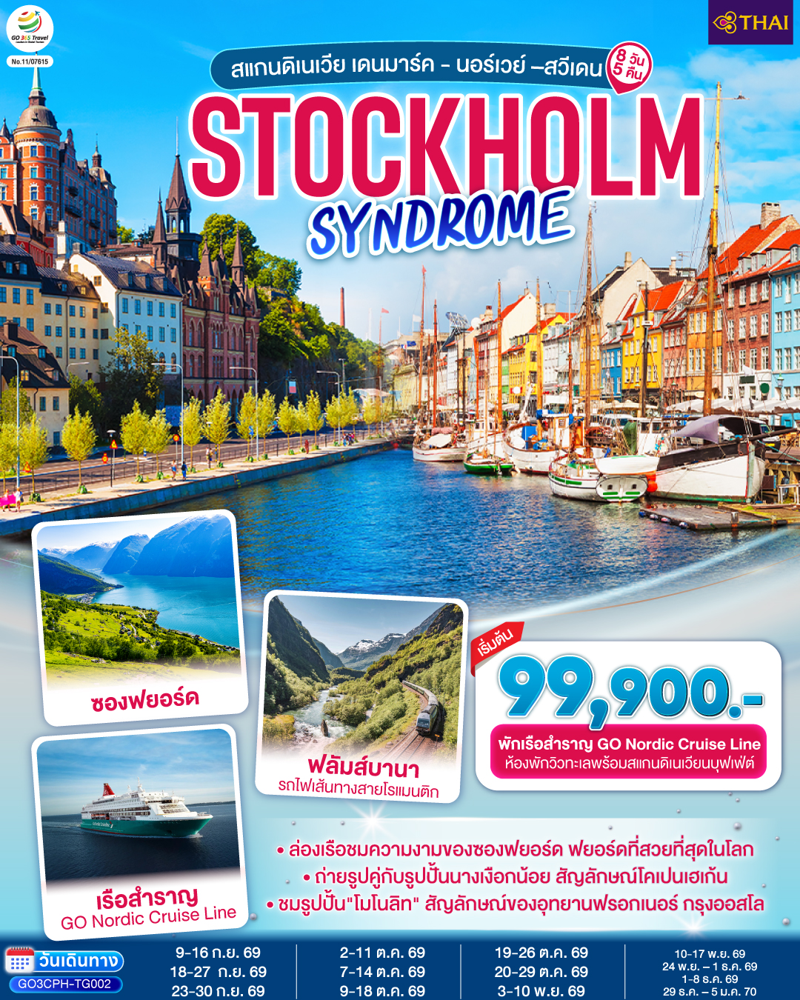 GO 365 Travel
Leaders in Global Tourism
No.11/07615
THAI
สแกนดิเนเวีย เดนมาร์ค - นอร์เวย์ –สวีเดน
8 วัน
5 คืน
STOCKHOLM
SYNDROME
ซองฟยอร์ด
ฟลัมส์บานา
รถไฟเส้นทางสายโรแมนติก
เริ่มต้น
99,900.-
พักเรือสำราญ GO Nordic Cruise Line
ห้องพักวิวทะเลพร้อมสแกนดิเนเวียนบุฟเฟ่ต์
เรือสำราญ
GO Nordic Cruise Line
• ล่องเรือชมความงามของซองฟยอร์ด ฟยอร์ดที่สวยที่สุดในโลก
• ถ่ายรูปคู่กับรูปปั้นนางเงือกน้อย สัญลักษณ์โคเปนเฮเก้น
• ชมรูปปั้น"โมโนลิท" สัญลักษณ์ของอุทยานฟรอกเนอร์ กรุงออสโล
วันเดินทาง
GO3CPH-TG002
9-16 ก.ย. 69
18-27 ก.ย. 69
23-30 ก.ย. 69
2-11 ต.ค. 69
7-14 ต.ค. 69
9-18 ต.ค. 69
19-26 ต.ค. 69
20-29 ต.ค. 69
3-10 พ.ย. 69
10-17 พ.ย. 69
24 พ.ย. – 1 ธ.ค. 69
1-8 ธ.ค. 69
29 ธ.ค. – 5 ม.ค. 70